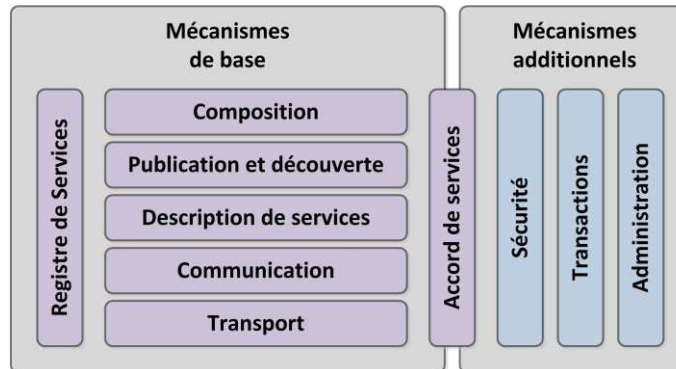 Mécanismes
de base
Registre de Services
Composition
Publication et découverte
Description de services
Communication
Transport
Accord de services
Mécanismes
additionnels
Sécurité
Transactions
Administration